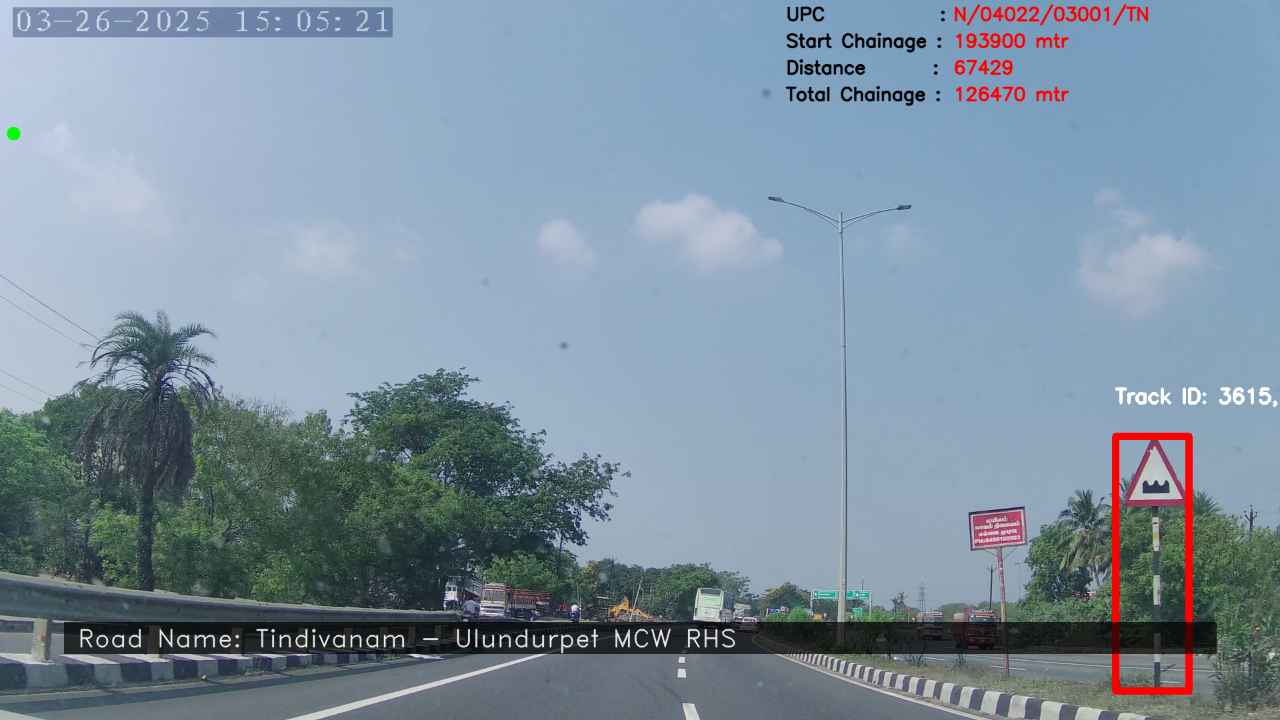 03-26-2025 15:05:21
UPC : N/04022/03001/TN
Start Chainage : 193900 mtr
Distance : 67429
Total Chainage : 126470 mtr
Track ID: 3615,
Road Name: Tindivanam - Ulundurpet MCW RHS